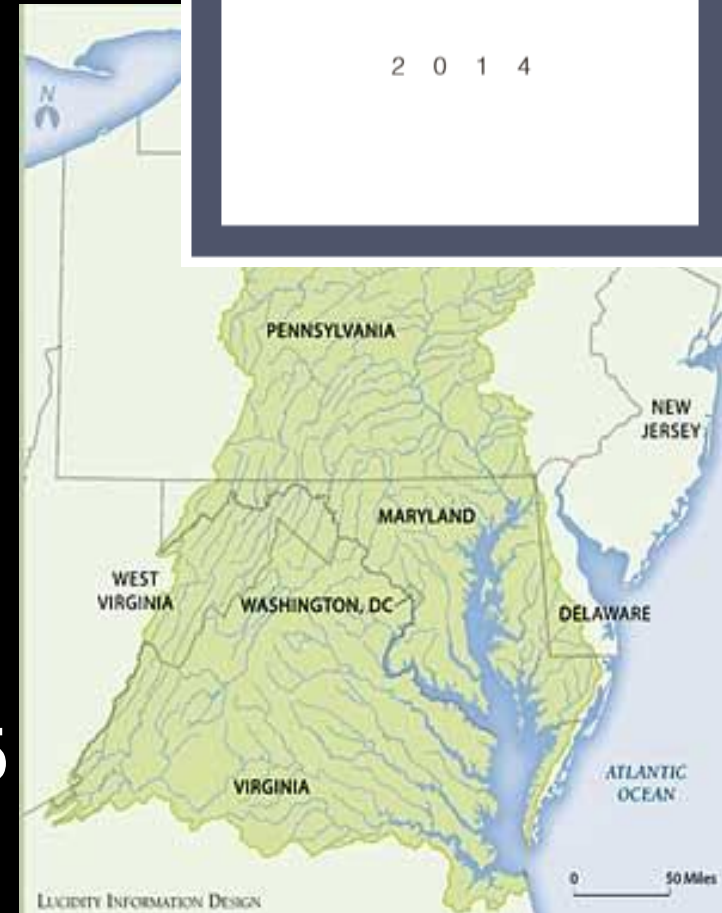 2 0 1 4
N
PENNSYLVANIA
NEW
JERSEY
MARYLAND
WEST
VIRGINIA
WASHINGTON, DC
DELAWARE
VIRGINIA
ATLANTIC
OCEAN
0 50 Miles
LUCIDITY INFORMATION DESIGN